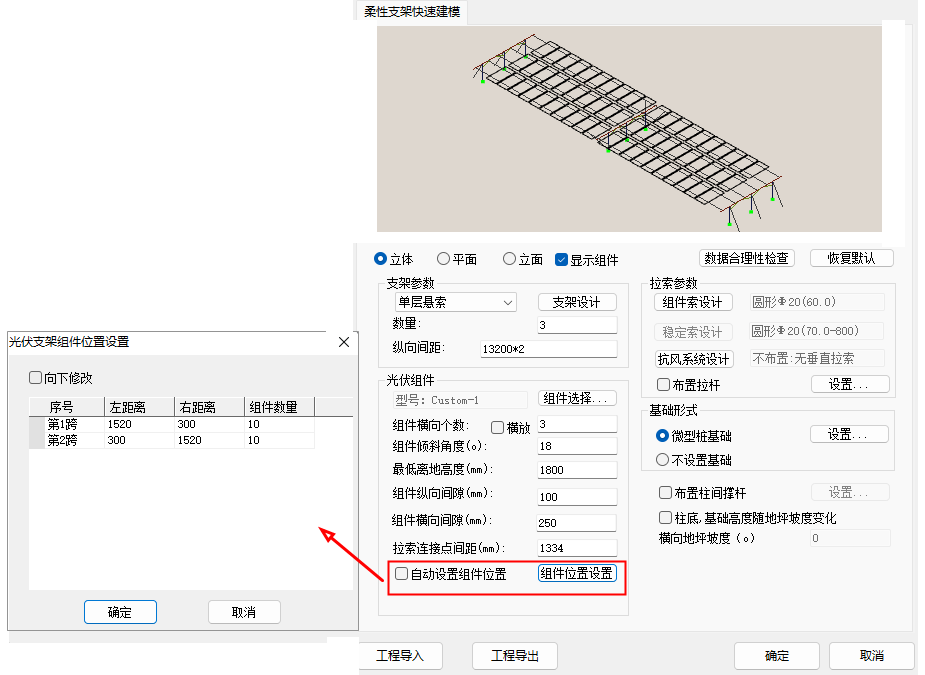 柔性支架快速建模
立体 平面 立面 显示组件 数据合理性检查 恢复默认
支架参数
单层悬索 支架设计
数量: 3
纵向间距: 13200*2
光伏组件
型号: Custom-1 组件选择...
组件横向个数: 横放 3
组件倾斜角度(o): 18
最低离地高度(mm): 1800
组件纵向间隙(mm): 100
组件横向间隙(mm): 250
拉索连接点间距(mm): 1334
自动设置组件位置 组件位置设置
拉索参数
组件索设计 圆形Φ20(60.0)
稳定索设计 圆形Φ20(70.0-800)
抗风系统设计 不布置:无垂直拉索
布置拉杆 设置...
基础形式
微型桩基础 设置...
不设置基础
布置柱间撑杆 设置...
柱底,基础高度随地坪坡度变化
横向地坪坡度 (o) 0
工程导入 工程导出 确定 取消
光伏支架组件位置设置
向下修改
序号 左距离 右距离 组件数量
第1跨 1520 300 10
第2跨 300 1520 10
确定 取消